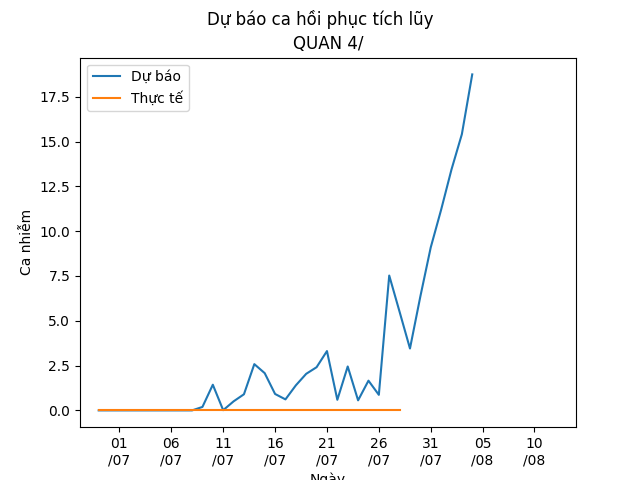 Dự báo ca hồi phục tích lũy
QUAN 4/
Dự báo
Thực tế
Ca nhiễm
17.5
15.0
12.5
10.0
7.5
5.0
2.5
0.0
01 06 11 16 21 26 31 05 10
/07 /07 /07 /07 /07 /07 /07 /08 /08
Ngày